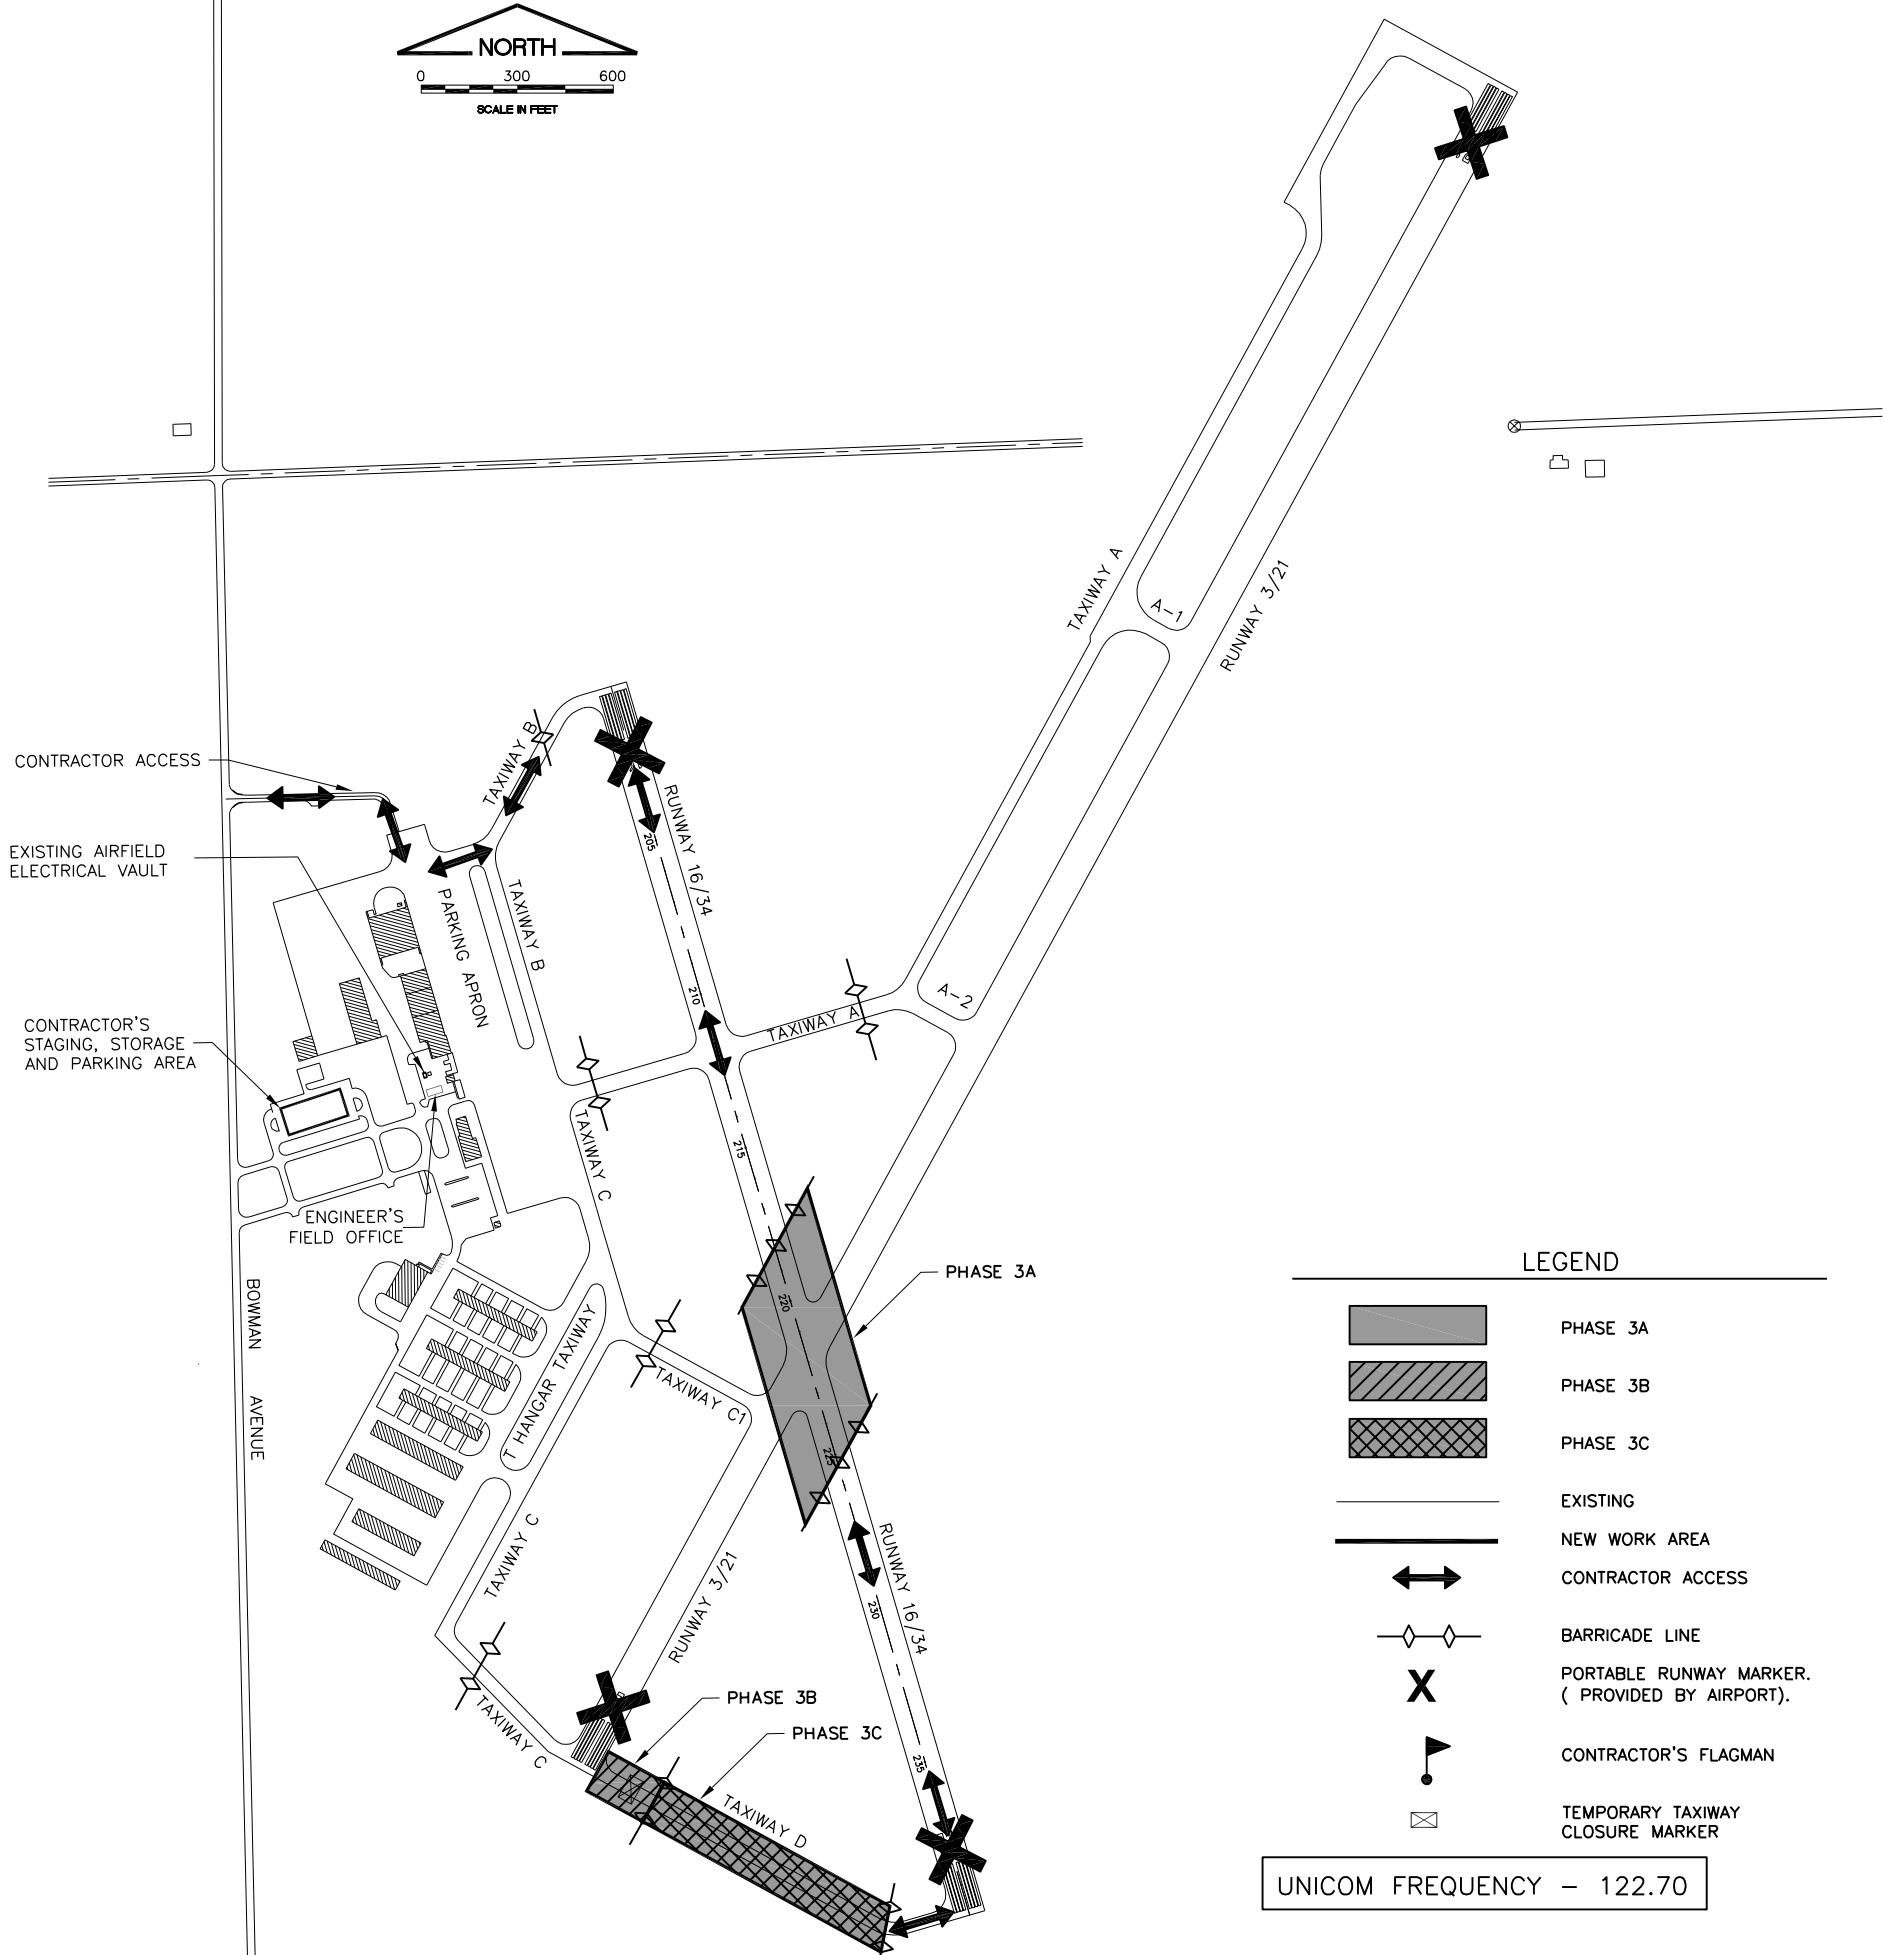 NORTH
0 300 600
SCALE IN FEET
TAXIWAY A
A-1
RUNWAY 3/21
TAXIWAY B
CONTRACTOR ACCESS
RUNWAY 16/34
205
EXISTING AIRFIELD
ELECTRICAL VAULT
PARKING APRON
TAXIWAY B
210
A-2
TAXIWAY A
CONTRACTOR'S
STAGING, STORAGE
AND PARKING AREA
TAXIWAY C
215
ENGINEER'S
FIELD OFFICE
PHASE 3A
220
BOWMAN AVENUE
T HANGAR TAXIWAY
TAXIWAY C1
225
TAXIWAY C
RUNWAY 3/21
RUNWAY 16/34
230
PHASE 3B
PHASE 3C
TAXIWAY C
235
TAXIWAY D
LEGEND
PHASE 3A
PHASE 3B
PHASE 3C
EXISTING
NEW WORK AREA
CONTRACTOR ACCESS
BARRICADE LINE
PORTABLE RUNWAY MARKER.
( PROVIDED BY AIRPORT).
CONTRACTOR'S FLAGMAN
TEMPORARY TAXIWAY
CLOSURE MARKER
UNICOM FREQUENCY - 122.70